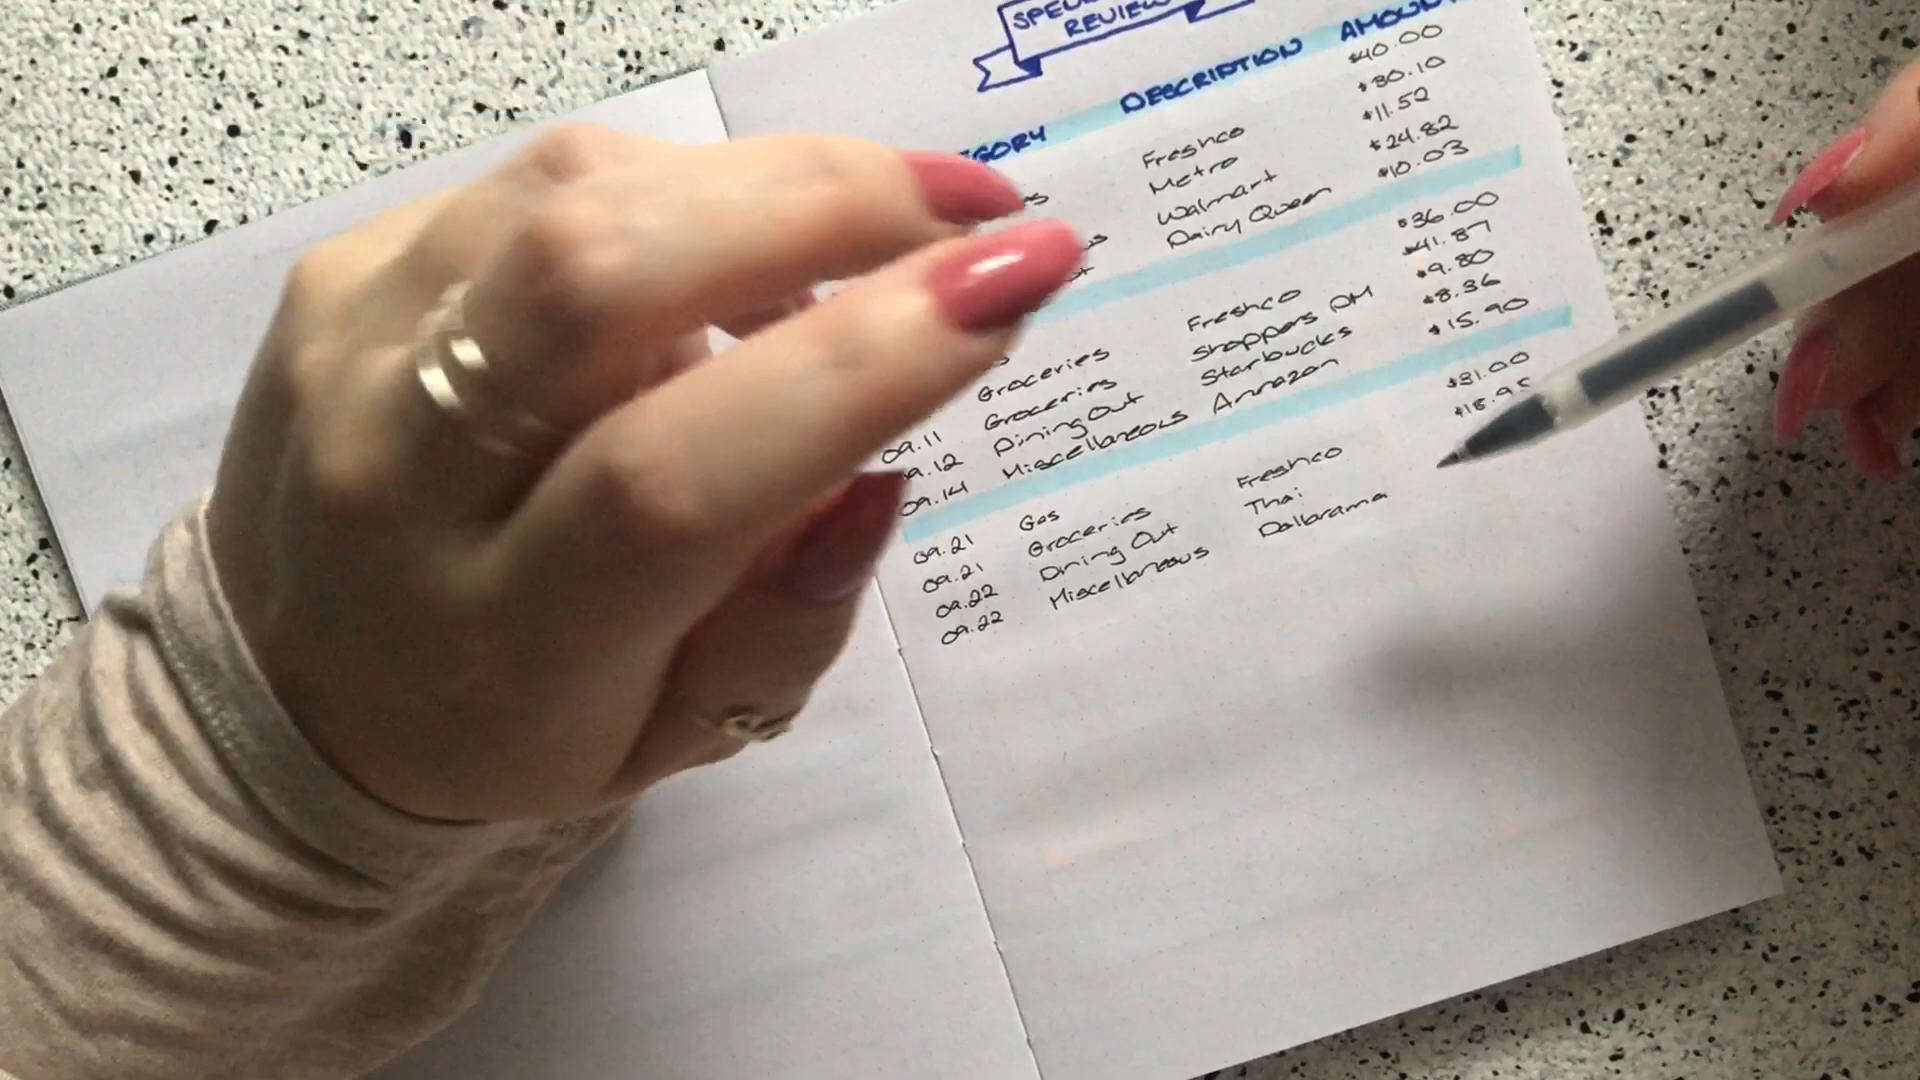 REVIEW
DESCRIPTION AMOUNT
$40.00
Freshco $30.10
Metro $11.52
Walmart $24.82
Dairy Queen $10.03
$36.00
Groceries Freshco $41.87
09.11 Groceries Shoppers DM $9.80
09.12 Dining Out Starbucks $8.36
09.14 Miscellaneous Amazon $15.90
09.21 Gas $31.00
09.21 Groceries Freshco $18.95
09.22 Dining Out Thai
09.22 Miscellaneous Dollarama